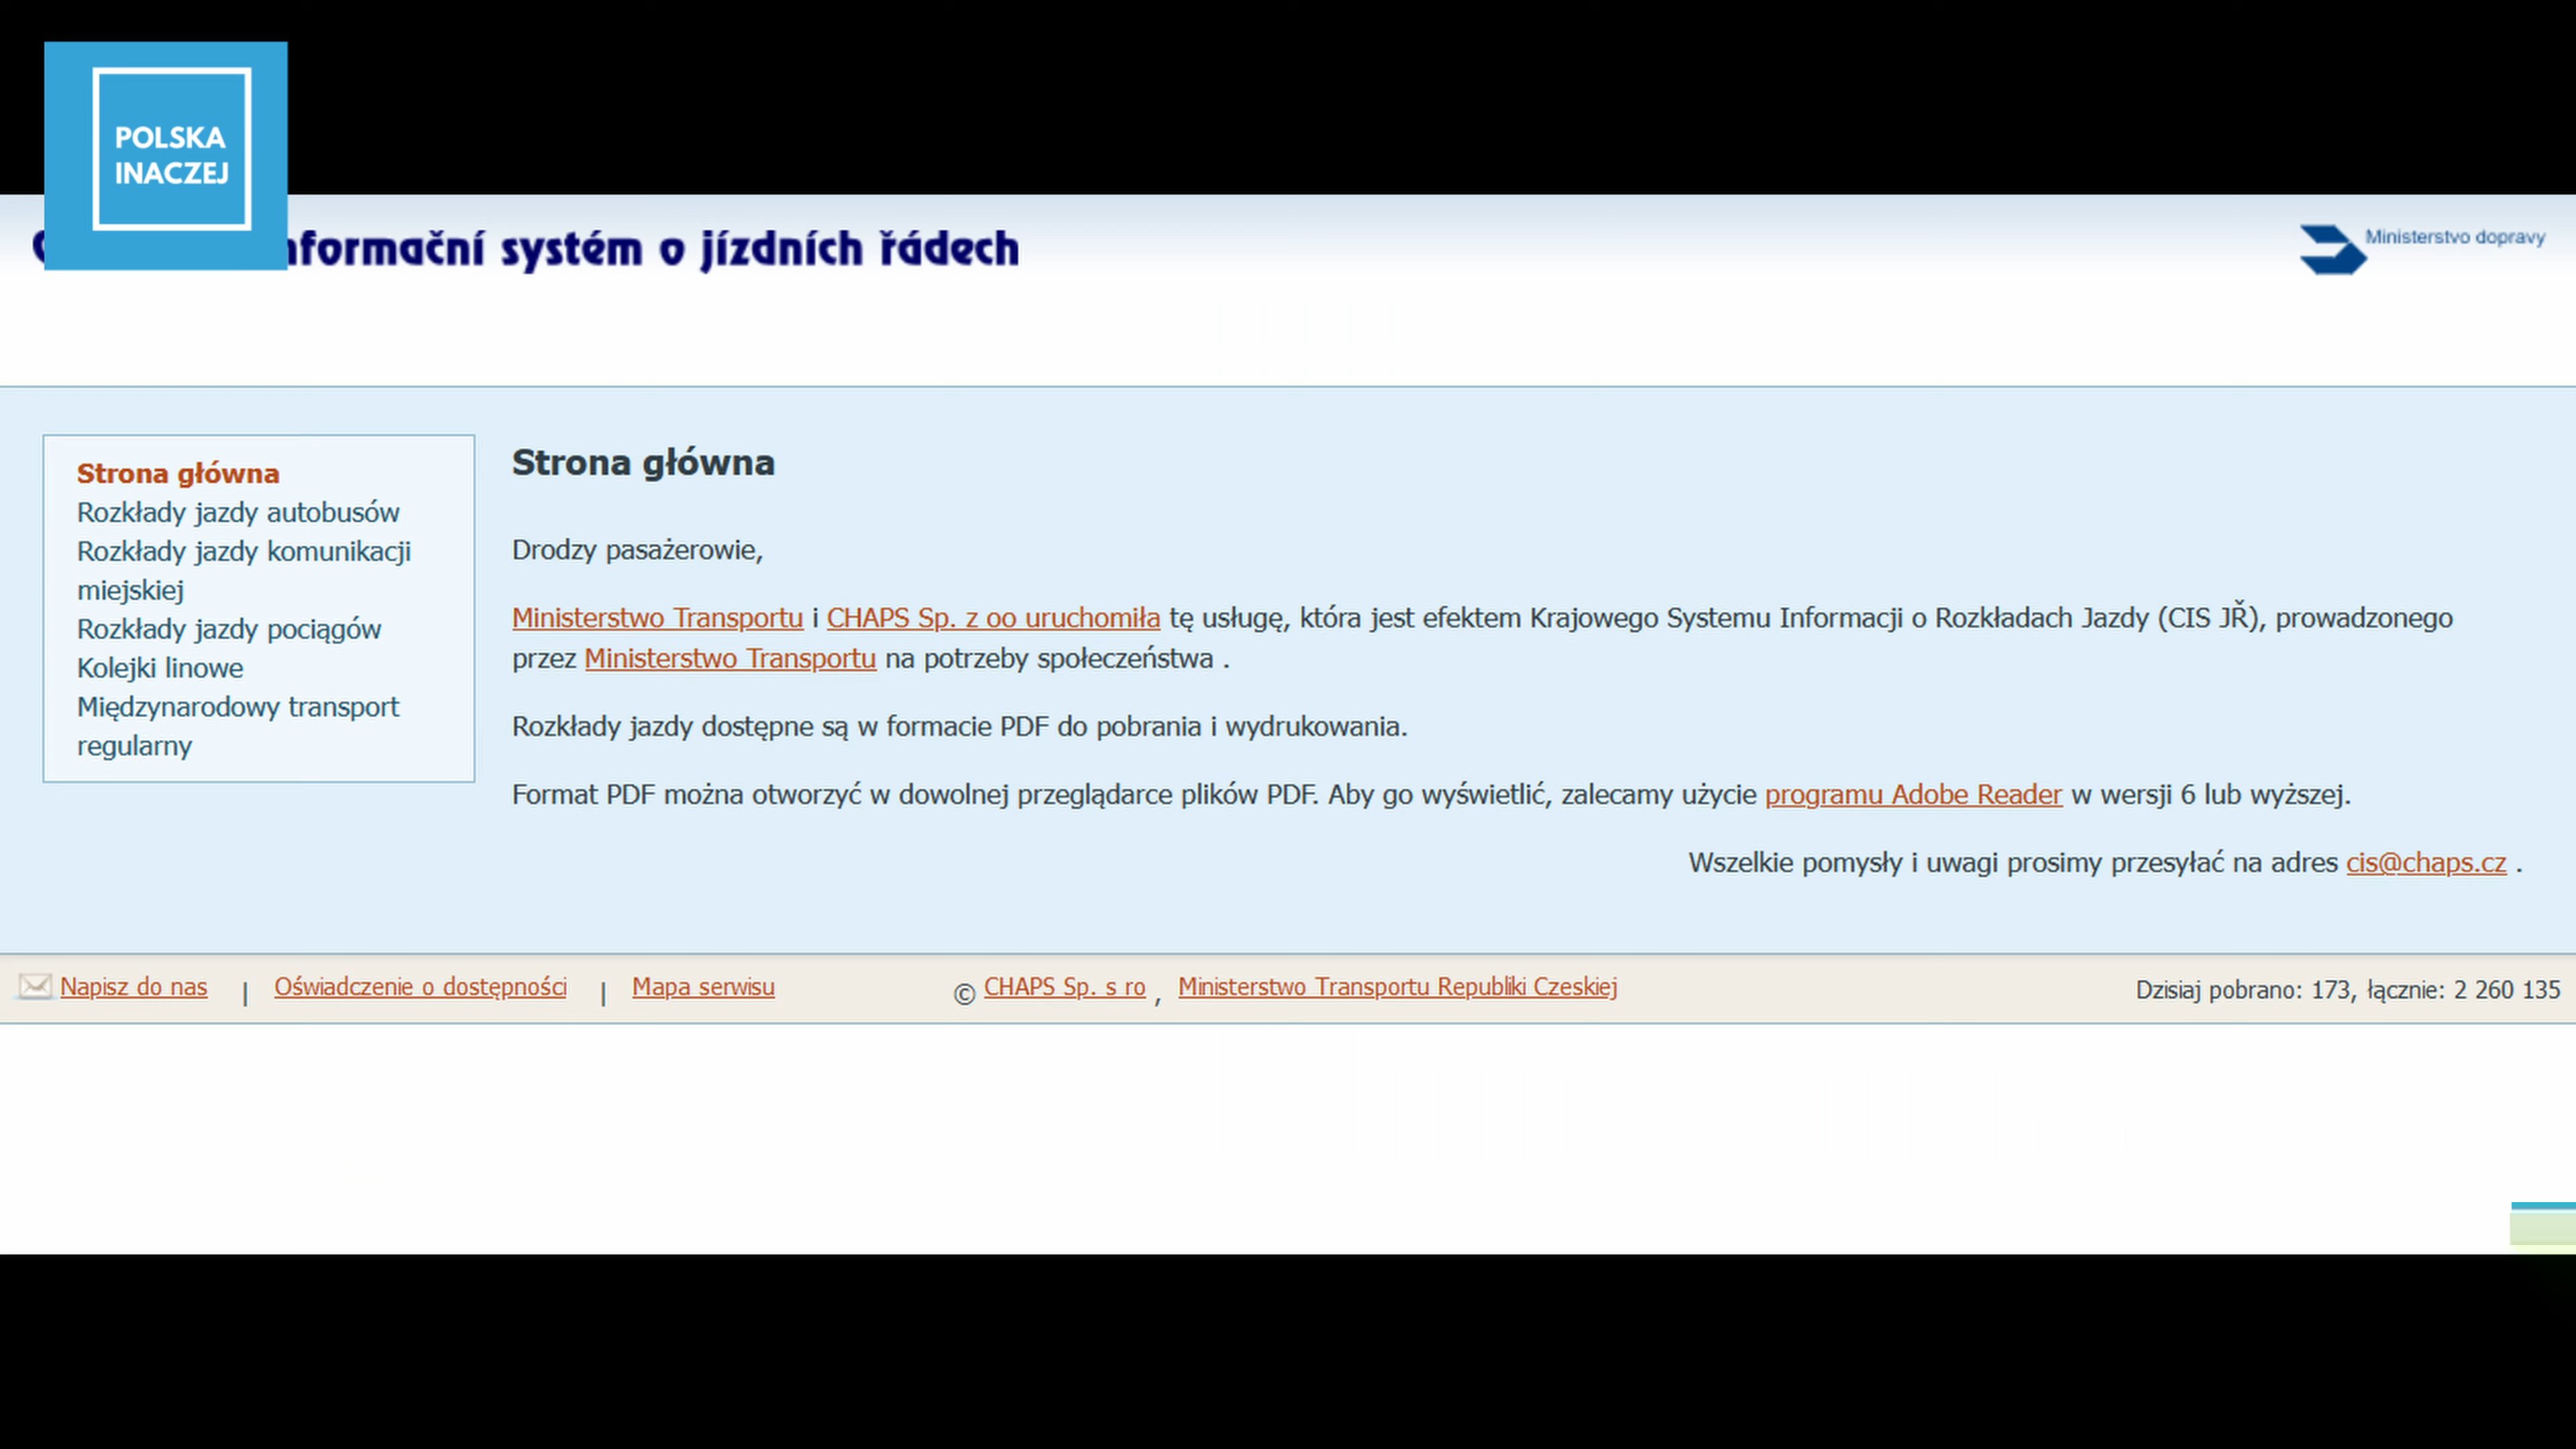 POLSKA
INACZEJ
systém o jízdních řádech
Ministerstvo dopravy
Strona główna
Rozkłady jazdy autobusów
Rozkłady jazdy komunikacji
miejskiej
Rozkłady jazdy pociągów
Kolejki linowe
Międzynarodowy transport
regularny
Strona główna
Drodzy pasażerowie,
Ministerstwo Transportu i CHAPS Sp. z oo uruchomiła tę usługę, która jest efektem Krajowego Systemu Informacji o Rozkładach Jazdy (CIS JŘ), prowadzonego
przez Ministerstwo Transportu na potrzeby społeczeństwa .
Rozkłady jazdy dostępne są w formacie PDF do pobrania i wydrukowania.
Format PDF można otworzyć w dowolnej przeglądarce plików PDF. Aby go wyświetlić, zalecamy użycie programu Adobe Reader w wersji 6 lub wyższej.
Wszelkie pomysły i uwagi prosimy przesyłać na adres cis@chaps.cz .
Napisz do nas | Oświadczenie o dostępności | Mapa serwisu © CHAPS Sp. s ro , Ministerstwo Transportu Republiki Czeskiej Dzisiaj pobrano: 173, łącznie: 2 260 135